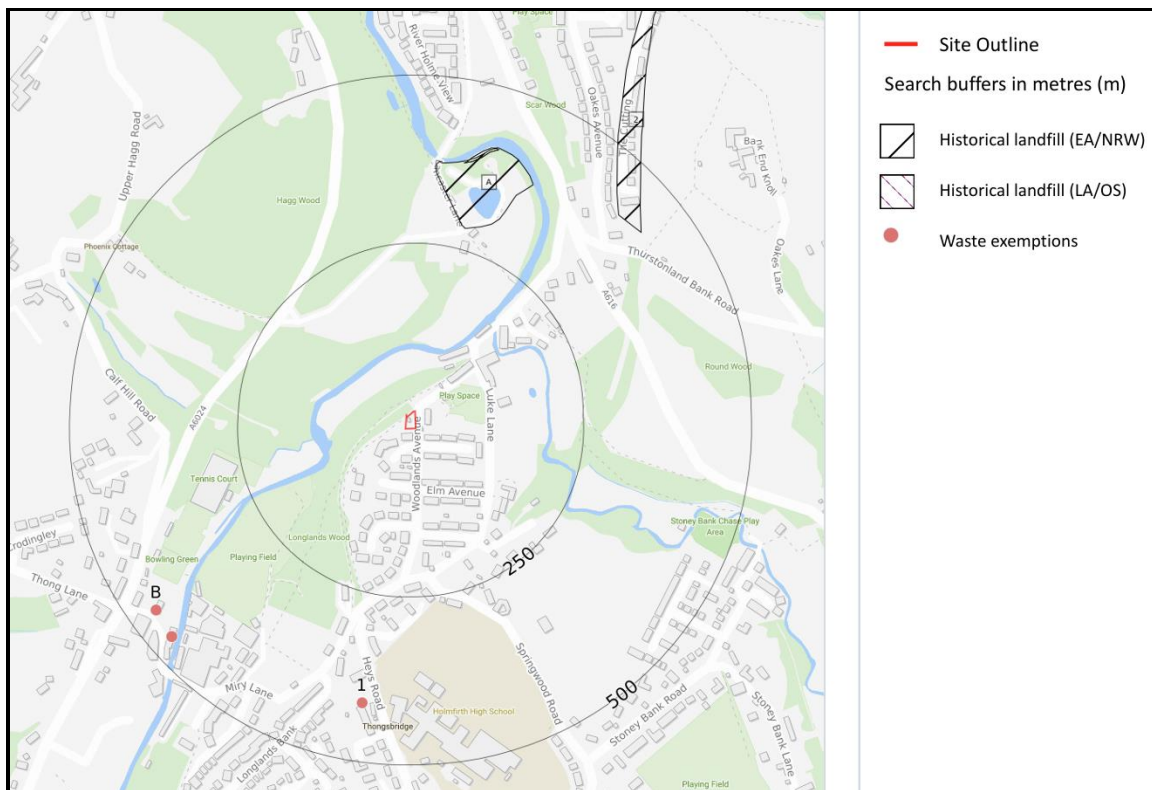 Play Space
River Holme View
Scar Wood
Oakes Avenue
The Cutting
2
Bank End Knoll
Upper Hagg Road
A
Hagg Wood
Oakes Lane
Phoenix Cottage
Thurstonland Bank Road
A616
Round Wood
Calf Hill Road
A6024
Play Space
Luke Lane
Woodlands Avenue
Tennis Court
Elm Avenue
Stoney Bank Chase Play
Area
Longlands Wood
rodingley
Bowling Green
Playing Field
250
Thong Lane
B
Springwood Road
Heys Road
500
Miry Lane
1
Holmfirth High School
Stoney Bank Road
Stoney Bank Lane
Thongsbridge
Longlands Bank
Playing Field
Site Outline
Search buffers in metres (m)
Historical landfill (EA/NRW)
Historical landfill (LA/OS)
Waste exemptions